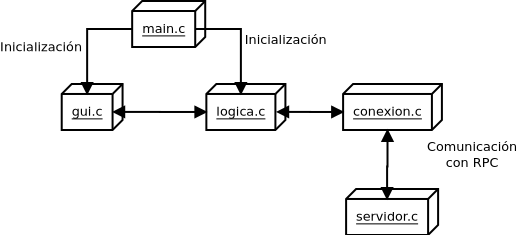 main.c
Inicialización
Inicialización
gui.c
logica.c
conexion.c
Comunicación
con RPC
servidor.c